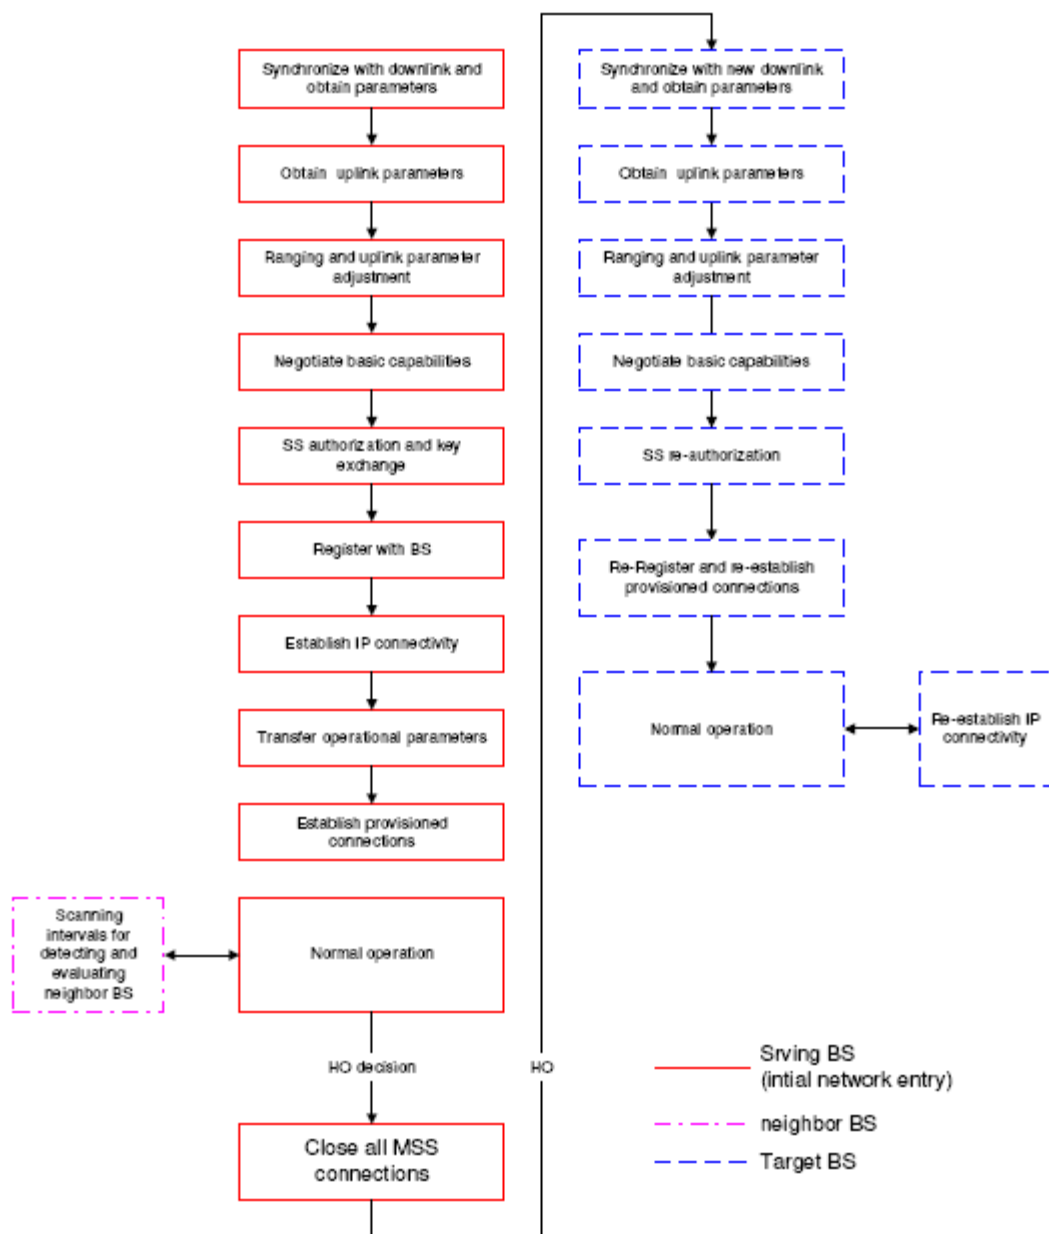 Synchronize with downlink and
obtain parameters
Obtain uplink parameters
Ranging and uplink parameter
adjustment
Negotiate basic capabilities
SS authorization and key
exchange
Register with BS
Establish IP connectivity
Transfer operational parameters
Establish provisioned
connections
Scanning
intervals for
detecting and
evaluating
neighbor BS
Normal operation
HO decision
Close all MSS
connections
HO
Synchronize with new downlink
and obtain parameters
Obtain uplink parameters
Ranging and uplink parameter
adjustment
Negotiate basic capabilities
SS re-authorization
Re-Register and re-establish
provisioned connections
Normal operation
Re-establish IP
connectivity
Srving BS
(intial network entry)
neighbor BS
Target BS